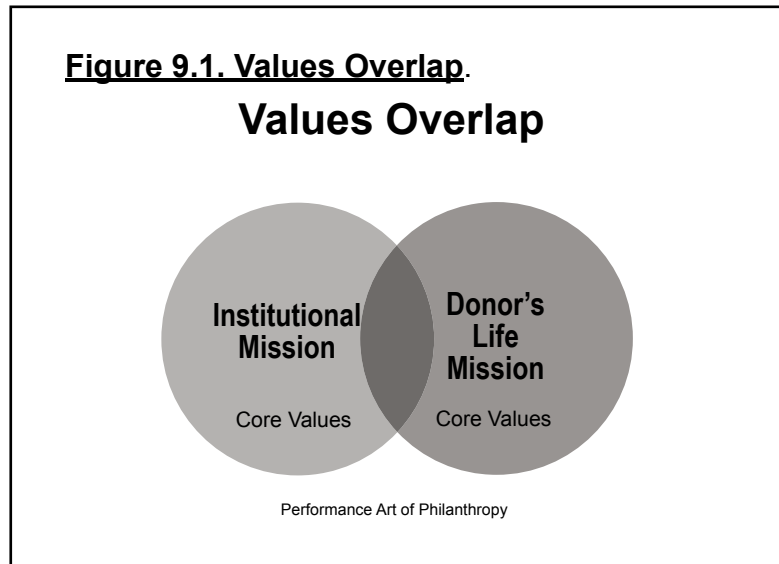 Figure 9.1. Values Overlap.
Values Overlap
Institutional
Mission
Core Values
Donor’s
Life
Mission
Core Values
Performance Art of Philanthropy